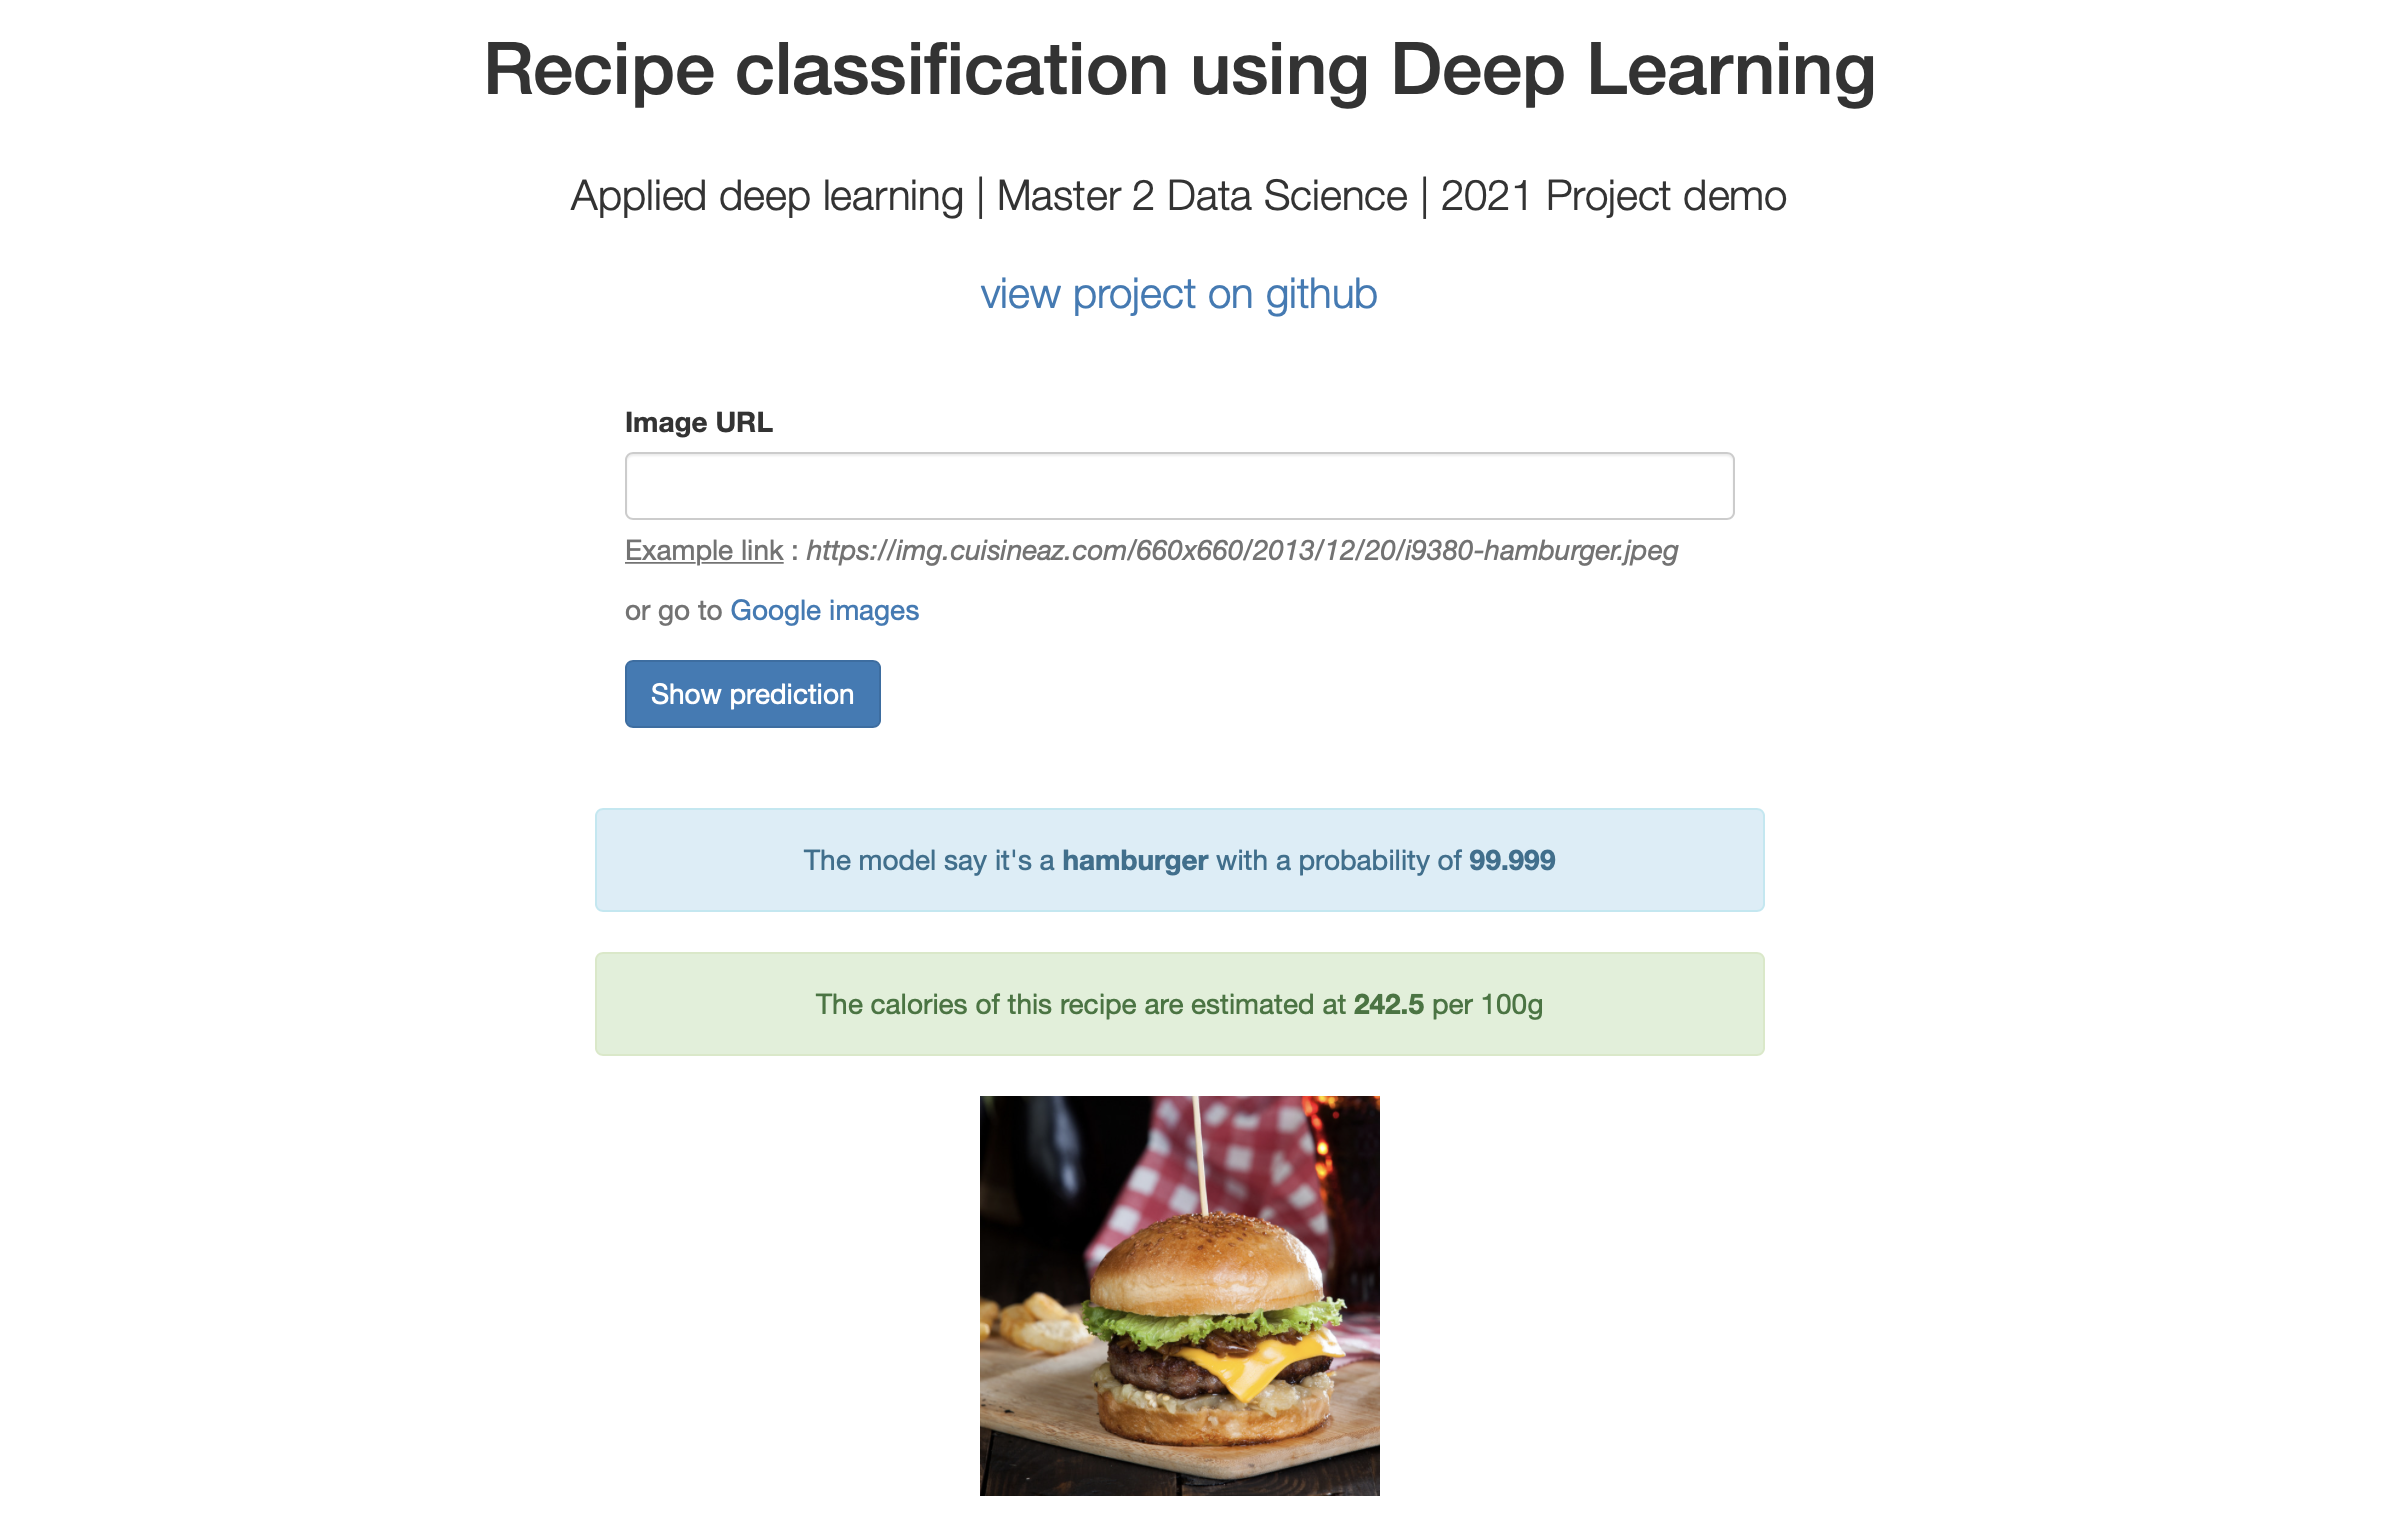 Recipe classification using Deep Learning
Applied deep learning | Master 2 Data Science | 2021 Project demo
view project on github
Image URL
Example link : https://img.cuisineaz.com/660x660/2013/12/20/i9380-hamburger.jpeg
or go to Google images
Show prediction
The model say it's a hamburger with a probability of 99.999
The calories of this recipe are estimated at 242.5 per 100g